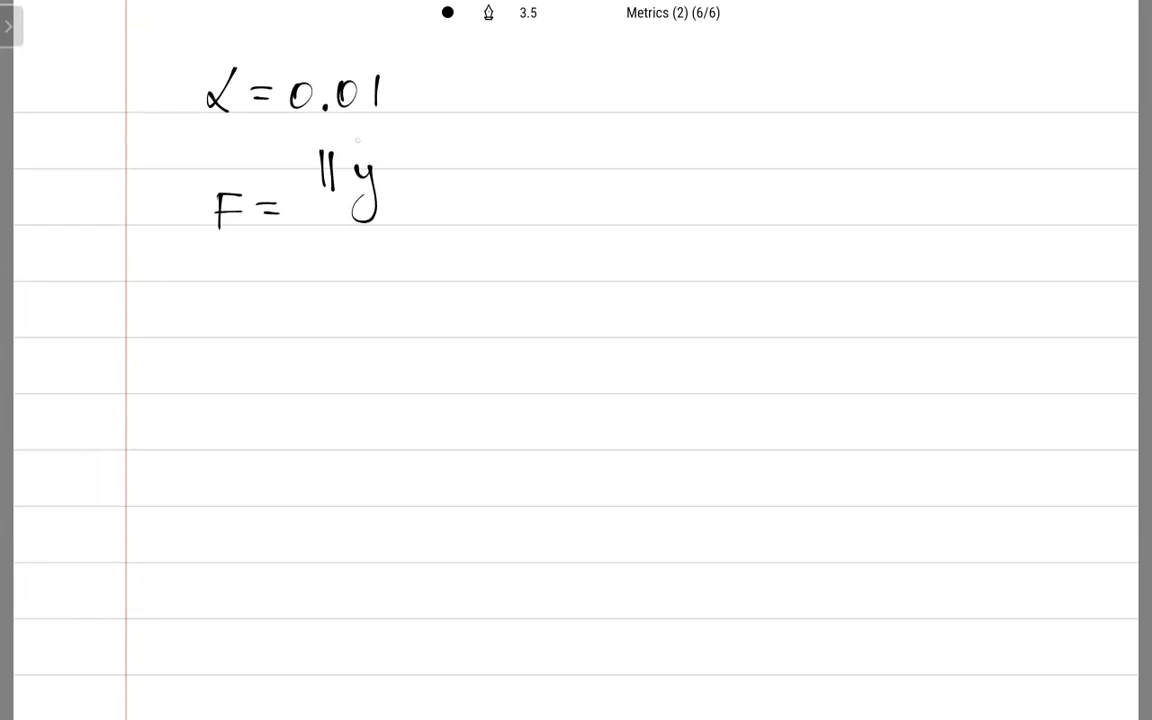 3.5 Metrics (2) (6/6)
α = 0.01
F = ‖ y